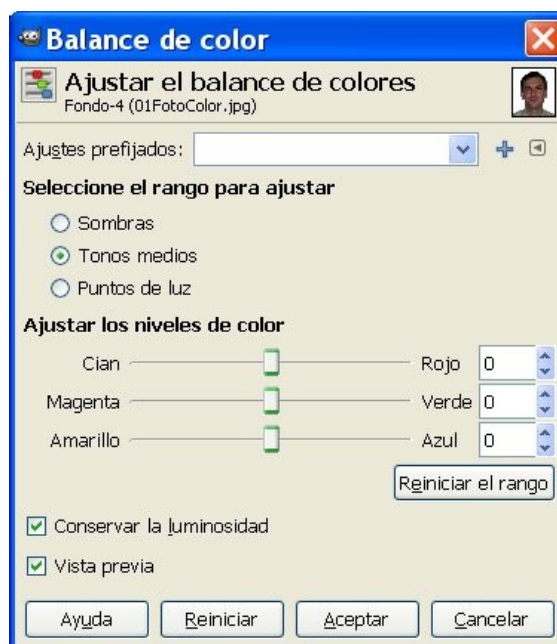 Balance de color
Ajustar el balance de colores
Fondo-4 (01FotoColor.jpg)
Ajustes prefijados:
Seleccione el rango para ajustar
Sombras
Tonos medios
Puntos de luz
Ajustar los niveles de color
Cian Rojo 0
Magenta Verde 0
Amarillo Azul 0
Reiniciar el rango
Conservar la luminosidad
Vista previa
Ayuda Reiniciar Aceptar Cancelar